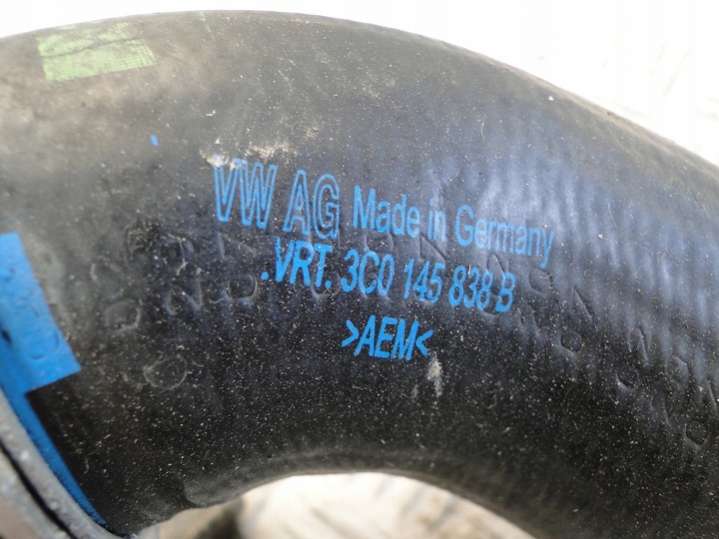 VW AG Made in Germany
.VRT. 3C0 145 838 B
>AEM<